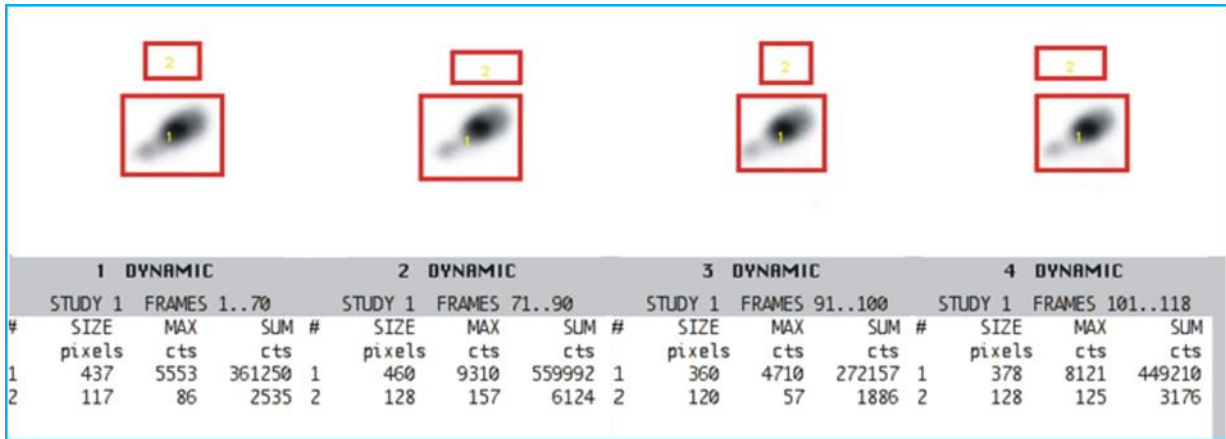 2 2 2 2
1 1 1 1
1 DYNAMIC 2 DYNAMIC 3 DYNAMIC 4 DYNAMIC
STUDY 1 FRAMES 1..70 STUDY 1 FRAMES 71..90 STUDY 1 FRAMES 91..100 STUDY 1 FRAMES 101..118
# SIZE MAX SUM # SIZE MAX SUM # SIZE MAX SUM # SIZE MAX SUM
pixels cts cts pixels cts cts pixels cts cts pixels cts cts
1 437 5553 361250 1 460 9310 559992 1 360 4710 272157 1 378 8121 449210
2 117 86 2535 2 128 157 6124 2 120 57 1886 2 128 125 3176